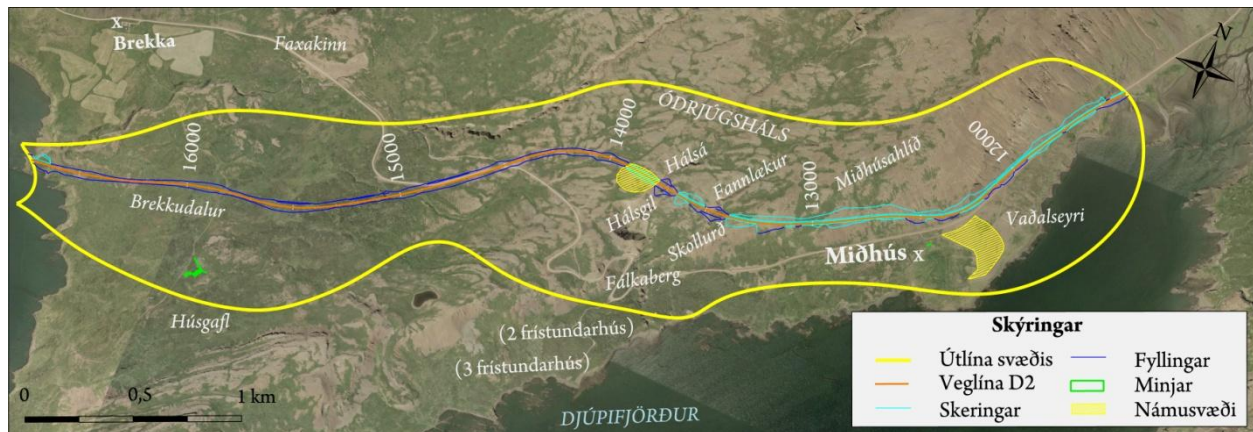 x
Brekka
Faxakinn
N
16000
15000
14000
ÓDRJÚGSHÁLS
12000
Hálsá
Fannlækur
Miðhúsahlíð
13000
Brekkudalur
Hálsgil
Skollurð
Vaðalseyri
Miðhús x
Fálkaberg
Húsgafl
(2 frístundarhús)
(3 frístundarhús)
DJÚPIFJÖRÐUR
0 0,5 1 km
Skýringar
Útlína svæðis
Fyllingar
Veglína D2
Minjar
Skeringar
Námusvæði